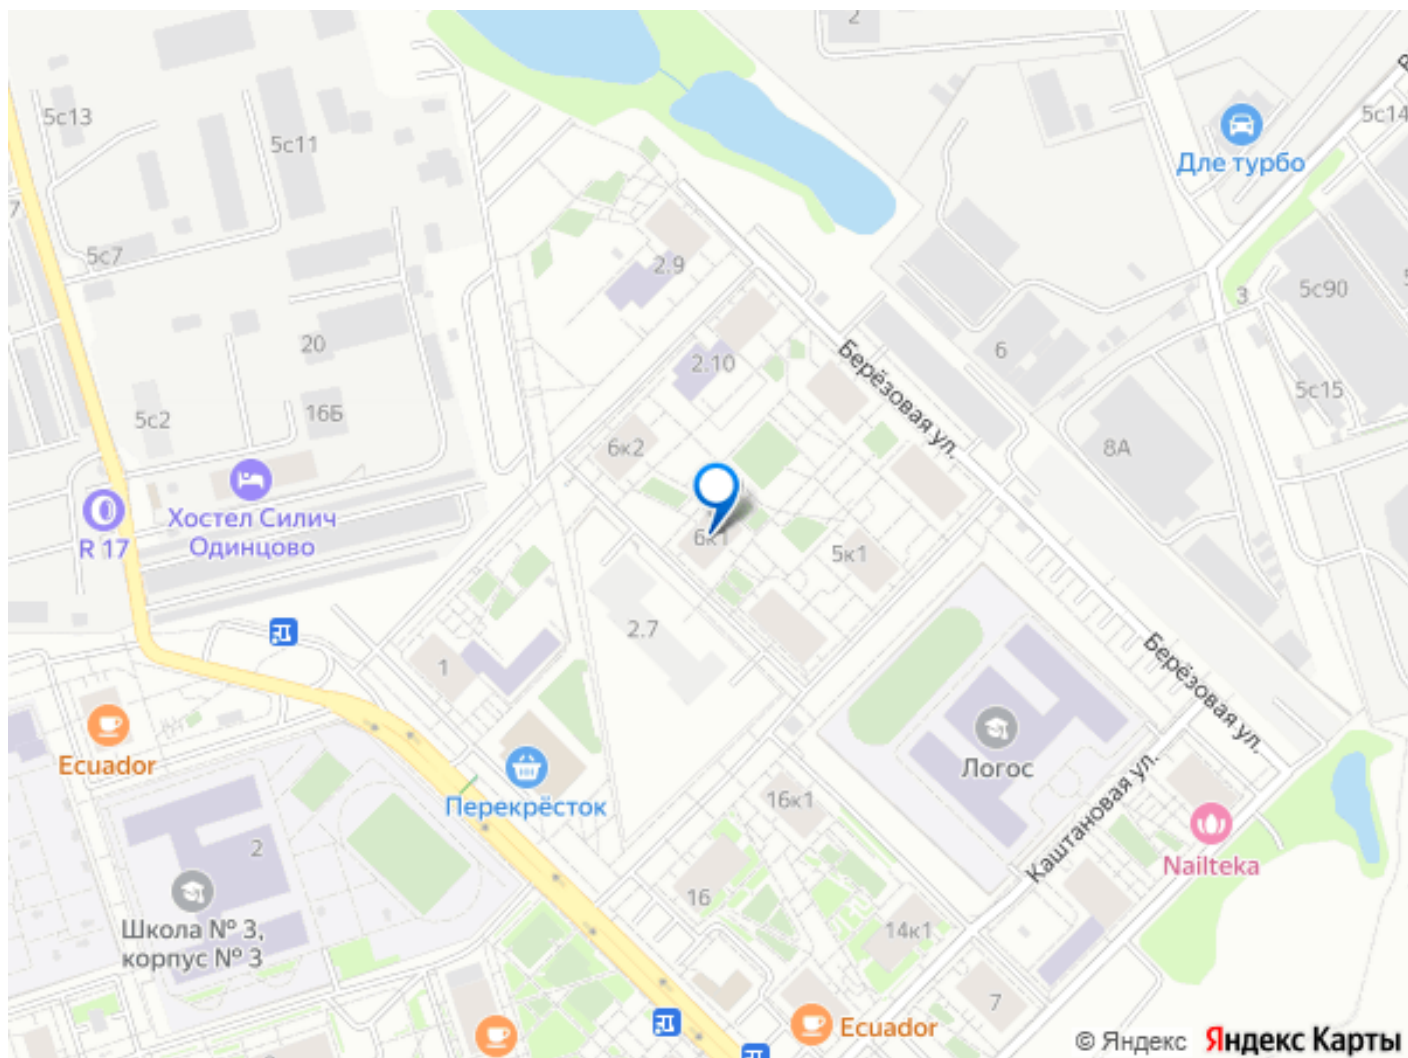 2
5с13
5с11
5с14
Дле турбо
7
5с7
2.9
3
5с90
20
Берёзовая ул.
6
2.10
5с2
16Б
5с15
6к2
8А
Хостел Силич
Одинцово
R 17
6к1
5к1
2.7
1
Берёзовая ул.
Ecuador
Логос
Перекрёсток
16к1
Каштановая ул.
2
Nailteka
16
Школа № 3,
корпус № 3
14к1
7
Ecuador
© Яндекс Яндекс Карты